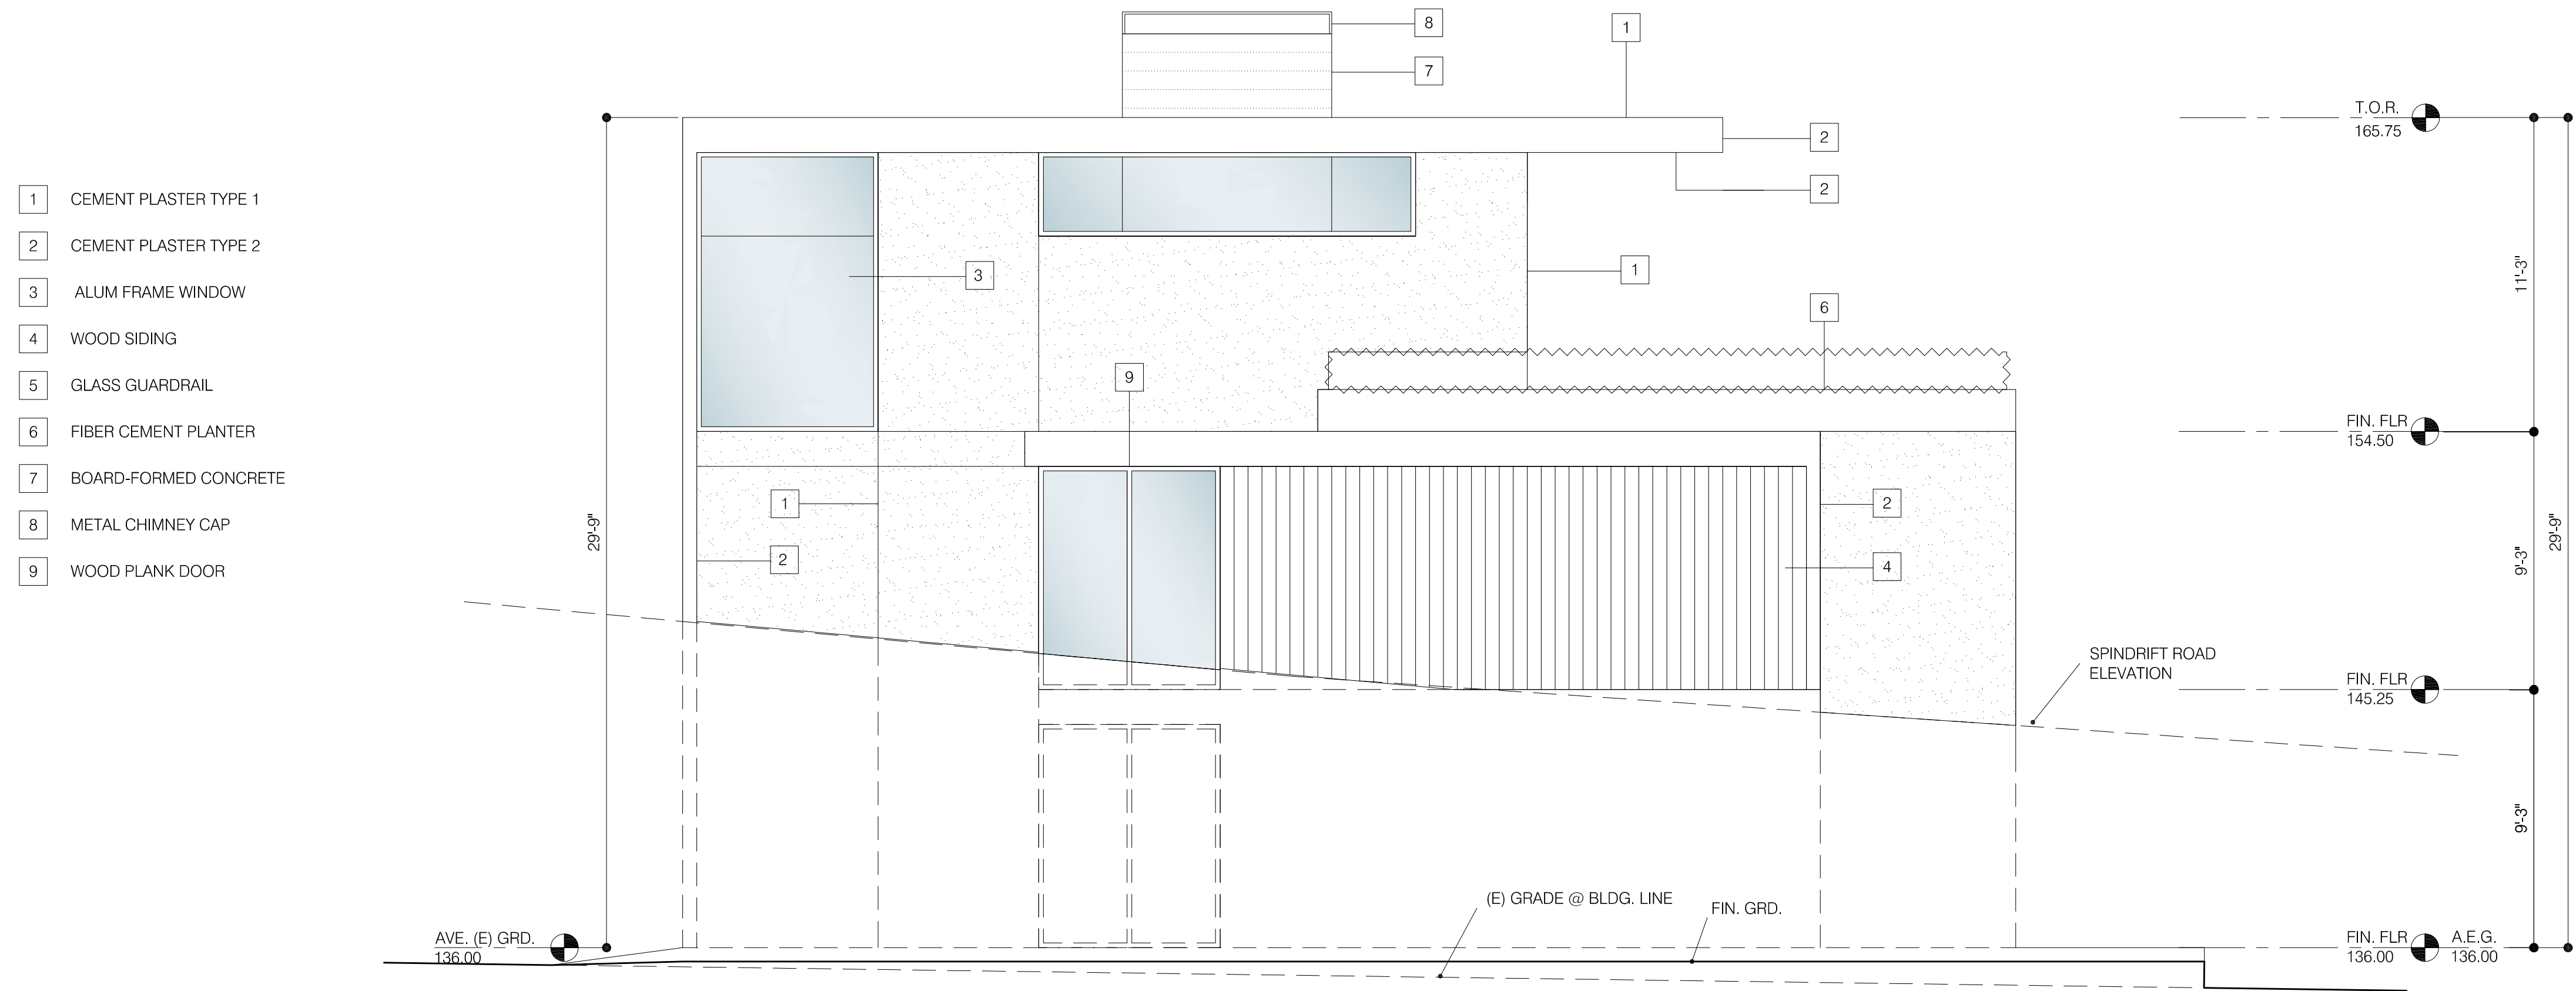 8
1
7
T.O.R.
165.75
2
2
1 CEMENT PLASTER TYPE 1
2 CEMENT PLASTER TYPE 2
3 ALUM FRAME WINDOW
4 WOOD SIDING
5 GLASS GUARDRAIL
6 FIBER CEMENT PLANTER
7 BOARD-FORMED CONCRETE
8 METAL CHIMNEY CAP
9 WOOD PLANK DOOR
3
1
6
9
11'-3"
FIN. FLR
154.50
1
2
2
4
29'-9"
9'-3"
29'-9"
SPINDRIFT ROAD
ELEVATION
FIN. FLR
145.25
9'-3"
(E) GRADE @ BLDG. LINE
FIN. GRD.
AVE. (E) GRD.
136.00
FIN. FLR
136.00
A.E.G.
136.00